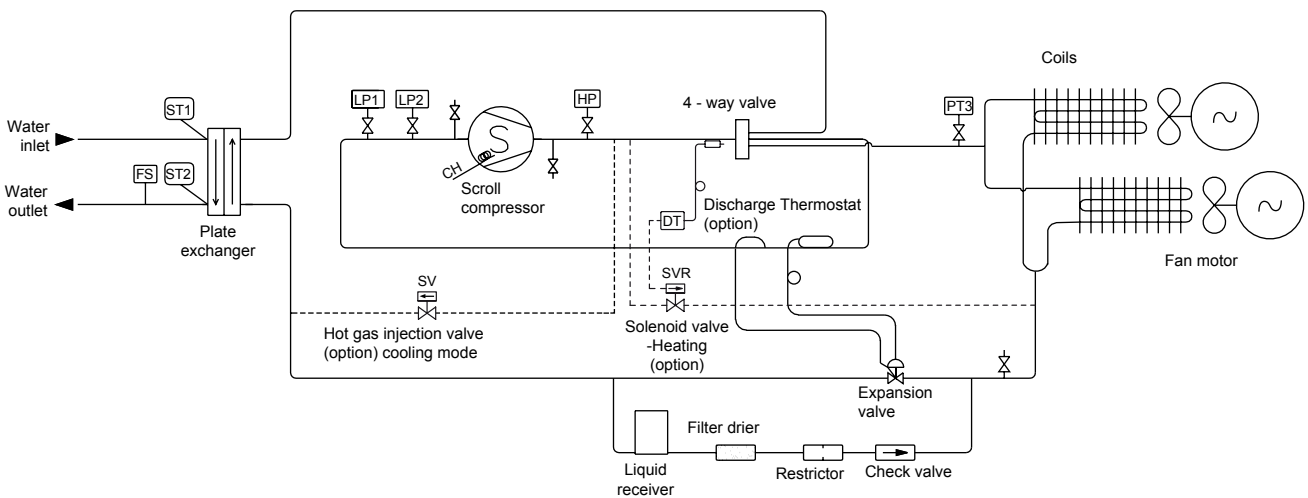 Coils
LP1
LP2
HP
4 - way valve
PT3
ST1
Water
inlet
S
CH
Scroll
compressor
FS
ST2
Water
outlet
Plate
exchanger
DT
Discharge Thermostat
(option)
Fan motor
SV
SVR
Hot gas injection valve
(option) cooling mode
Solenoid valve
-Heating
(option)
Expansion
valve
Filter drier
Liquid
receiver
Restrictor
Check valve